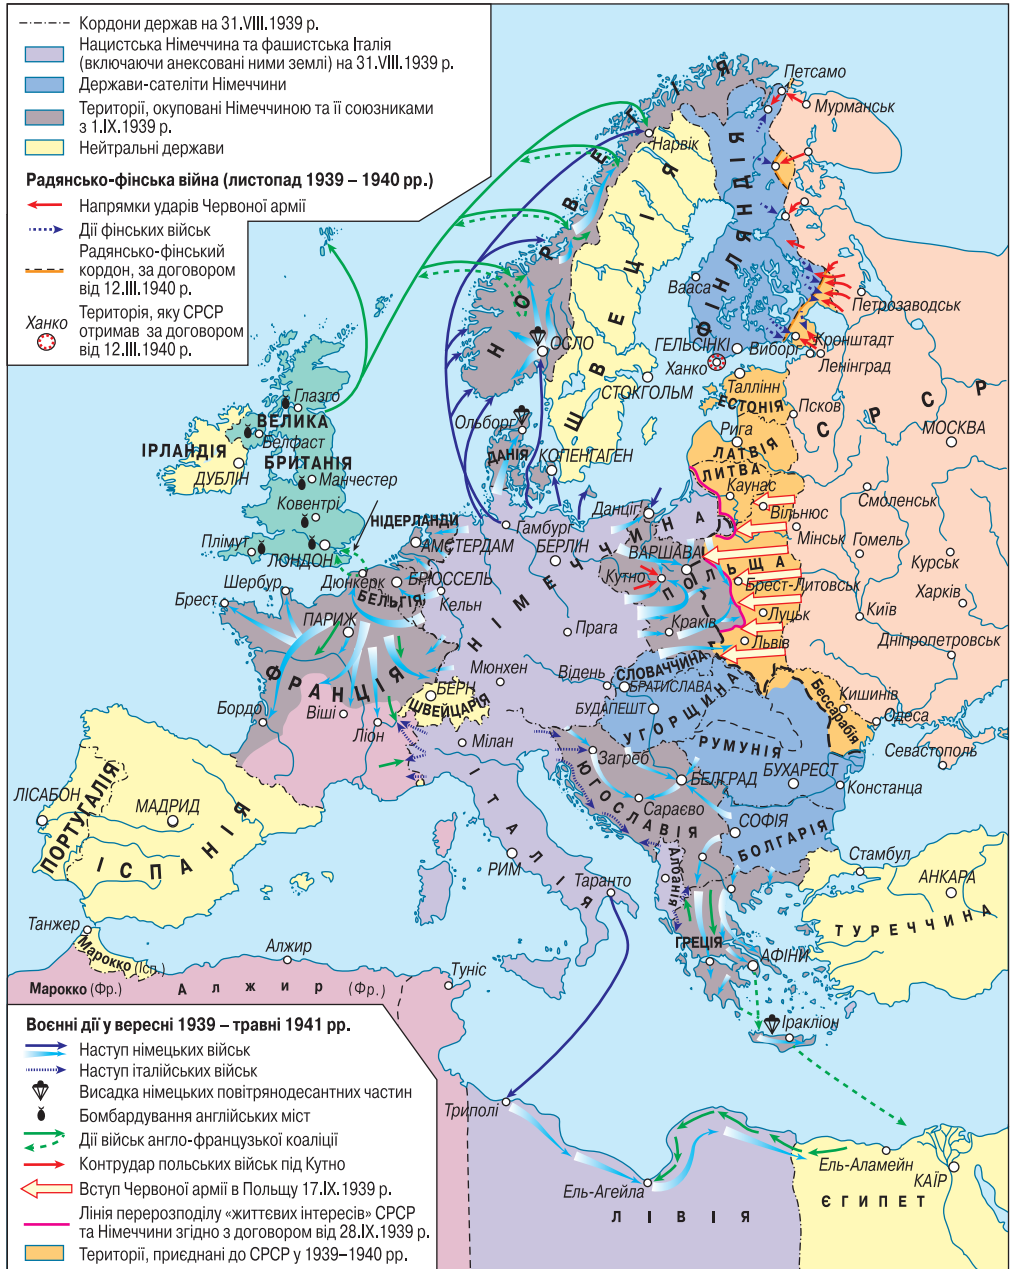 Кордони держав на 31.VIII.1939 р.
Нацистська Німеччина та фашистська Італія
(включаючи анексовані ними землі) на 31.VIII.1939 р.
Держави-сателіти Німеччини
Території, окуповані Німеччиною та її союзниками
з 1.IX.1939 р.
Нейтральні держави
Радянсько-фінська війна (листопад 1939 – 1940 рр.)
Напрямки ударів Червоної армії
Дії фінських військ
Радянсько-фінський
кордон, за договором
від 12.III.1940 р.
Ханко
Територія, яку СРСР
отримав за договором
від 12.III.1940 р.
Петсамо
Мурманськ
Нарвік
НОРВЕГІЯ
ШВЕЦІЯ
ФІНЛЯНДІЯ
Вааса
Петрозаводськ
ОСЛО
ГЕЛЬСІНКІ
Виборг
Кронштадт
Ханко
Ленінград
СТОКГОЛЬМ
Таллінн
ЕСТОНІЯ
Псков
СРСР
Глазго
ВЕЛИКА
БРИТАНІЯ
Белфаст
ІРЛАНДІЯ
ДУБЛІН
Манчестер
Ковентрі
Плімут
ЛОНДОН
Ольборг
ДАНІЯ
КОПЕНГАГЕН
Рига
ЛАТВІЯ
ЛИТВА
Каунас
МОСКВА
Смоленськ
Вільнюс
Мінськ
Гомель
Курськ
Харків
НІДЕРЛАНДИ
АМСТЕРДАМ
Гамбург
БЕРЛІН
Данціг
НІМЕЧЧИНА
ВАРШАВА
Кутно
ПОЛЬЩА
Брест-Литовськ
Луцьк
Київ
Дніпропетровськ
Шербур
Дюнкерк
БРЮССЕЛЬ
БЕЛЬГІЯ
Кельн
Брест
ПАРИЖ
Прага
Краків
Львів
ФРАНЦІЯ
Мюнхен
Відень
СЛОВАЧЧИНА
БРАТИСЛАВА
БЕРН
ШВЕЙЦАРІЯ
БУДАПЕШТ
УГОРЩИНА
Бессарабія
Кишинів
Одеса
Севастополь
Бордо
Віші
Ліон
Мілан
Загреб
РУМУНІЯ
БУХАРЕСТ
Констанца
ЮГОСЛАВІЯ
БЕЛГРАД
Сараєво
СОФІЯ
БОЛГАРІЯ
ПОРТУГАЛІЯ
ЛІСАБОН
МАДРИД
ІСПАНІЯ
ІТАЛІЯ
РИМ
Таранто
Албанія
Стамбул
АНКАРА
ТУРЕЧЧИНА
ГРЕЦІЯ
АФІНИ
Іракліон
Танжер
Марокко (Ісп.)
Марокко (Фр.)
Алжир
Алжир (Фр.)
Туніс
Триполі
Ель-Агейла
ЛІВІЯ
Ель-Аламейн
КАЇР
ЄГИПЕТ
Воєнні дії у вересні 1939 – травні 1941 рр.
Наступ німецьких військ
Наступ італійських військ
Висадка німецьких повітрянодесантних частин
Бомбардування англійських міст
Дії військ англо-французької коаліції
Контрудар польських військ під Кутно
Вступ Червоної армії в Польщу 17.IX.1939 р.
Лінія перерозподілу «життєвих інтересів» СРСР
та Німеччини згідно з договором від 28.IX.1939 р.
Території, приєднані до СРСР у 1939–1940 рр.